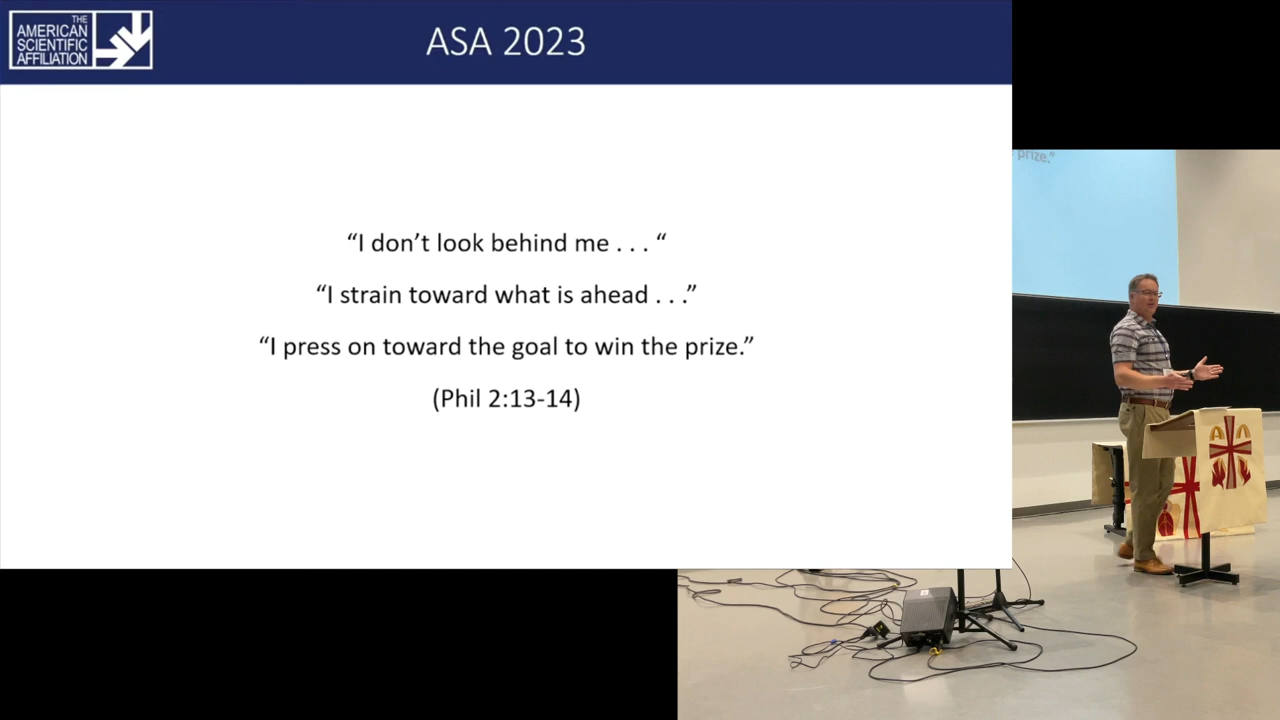 THE
AMERICAN
SCIENTIFIC
AFFILIATION
ASA 2023
“I don’t look behind me . . . “
“I strain toward what is ahead . . .”
“I press on toward the goal to win the prize.”
(Phil 2:13-14)
prize.”